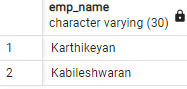 emp_name
character varying (30)
1 Karthikeyan
2 Kabileshwaran